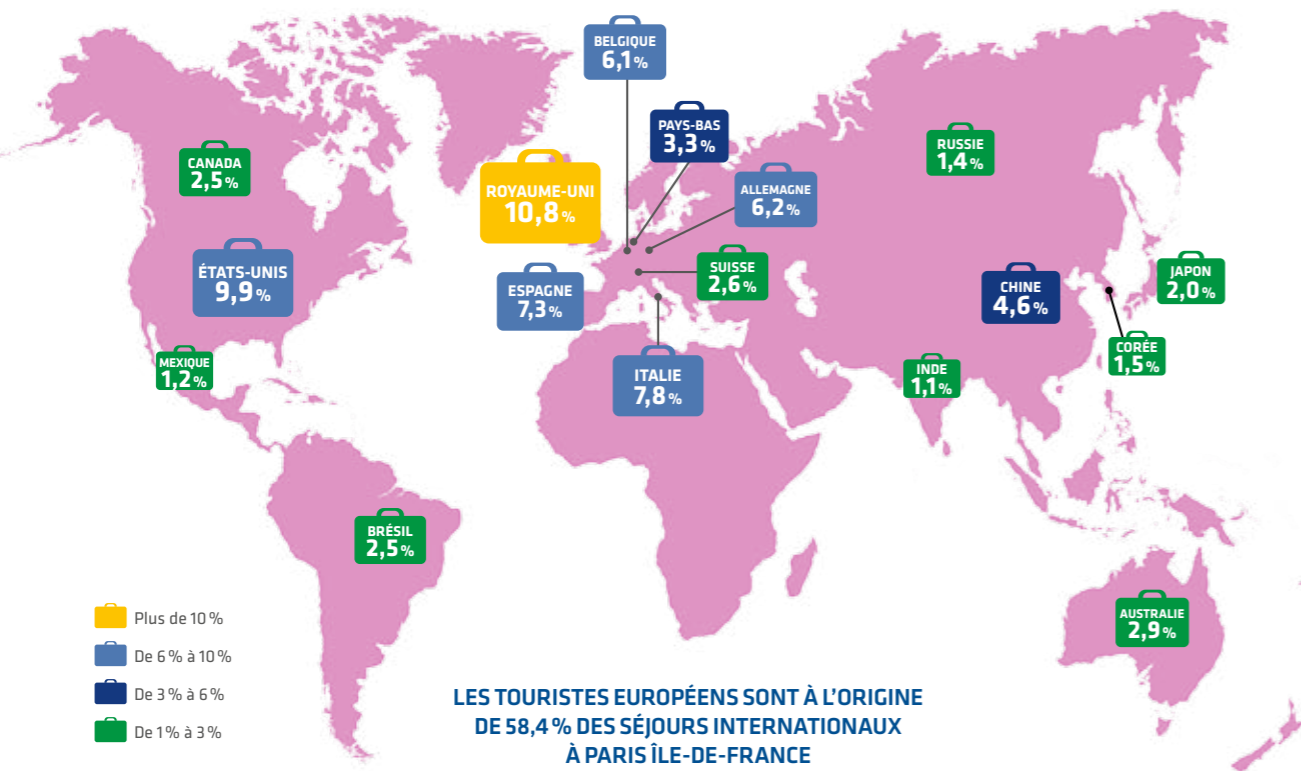 BELGIQUE
6,1 %
PAYS-BAS
3,3 %
RUSSIE
1,4 %
CANADA
2,5 %
ROYAUME-UNI
10,8 %
ALLEMAGNE
6,2 %
ÉTATS-UNIS
9,9 %
ESPAGNE
7,3 %
SUISSE
2,6 %
CHINE
4,6 %
JAPON
2,0 %
MEXIQUE
1,2 %
ITALIE
7,8 %
INDE
1,1 %
CORÉE
1,5 %
BRÉSIL
2,5 %
AUSTRALIE
2,9 %
Plus de 10 %
De 6 % à 10 %
De 3 % à 6 %
De 1 % à 3 %
LES TOURISTES EUROPÉENS SONT À L’ORIGINE
DE 58,4 % DES SÉJOURS INTERNATIONAUX
À PARIS ÎLE-DE-FRANCE